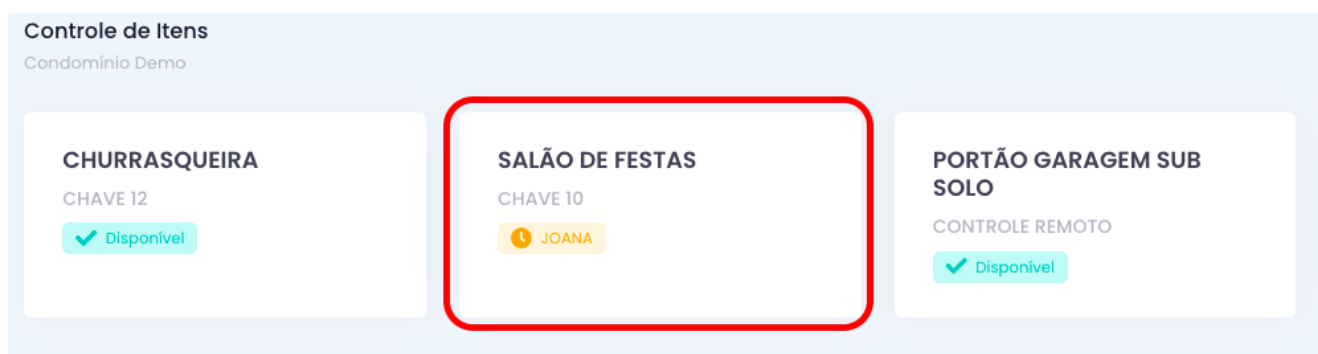 Controle de Itens
Condomínio Demo
CHURRASQUEIRA
CHAVE 12
Disponível
SALÃO DE FESTAS
CHAVE 10
JOANA
PORTÃO GARAGEM SUB
SOLO
CONTROLE REMOTO
Disponível